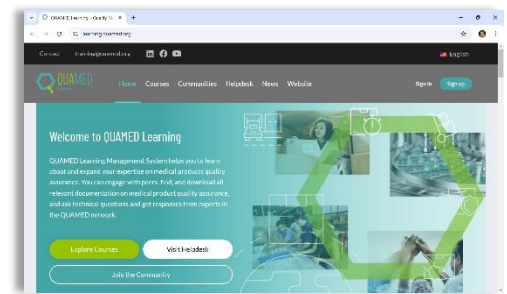 QUAMED Learning - Quality M
learning.quamed.org
Contact training@quamed.org English
QUAMED Home Courses Communities Helpdesk News Website Sign in Sign up
Welcome to QUAMED Learning
QUAMED Learning Management System helps you to learn
about and expand your expertise on medical products quality
assurance. You can engage with peers, find, and download all
relevant documentation on medical product quality assurance,
and ask technical questions and get responses from experts in
the QUAMED network.
Explore Courses Visit Helpdesk
Join the Community